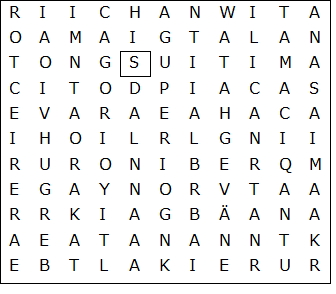 R I I C H A N W I T A
O A M A I G T A L A N
T O N G S U I T I M A
C I T O D P I A C A S
E V A R A E A H A C A
I H O I L R L G N I I
R U R O N I B E R Q M
E G A Y N O R V T A A
R R K I A G B Ä A N A
A E A T A N A N N T K
E B T L A K I E R U R